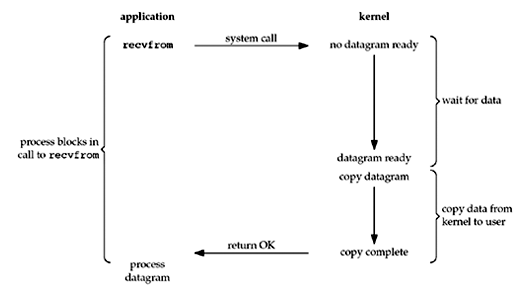 application
kernel
recvfrom
system call
no datagram ready
wait for data
process blocks in
call to recvfrom
datagram ready
copy datagram
copy data from
kernel to user
return OK
copy complete
process
datagram